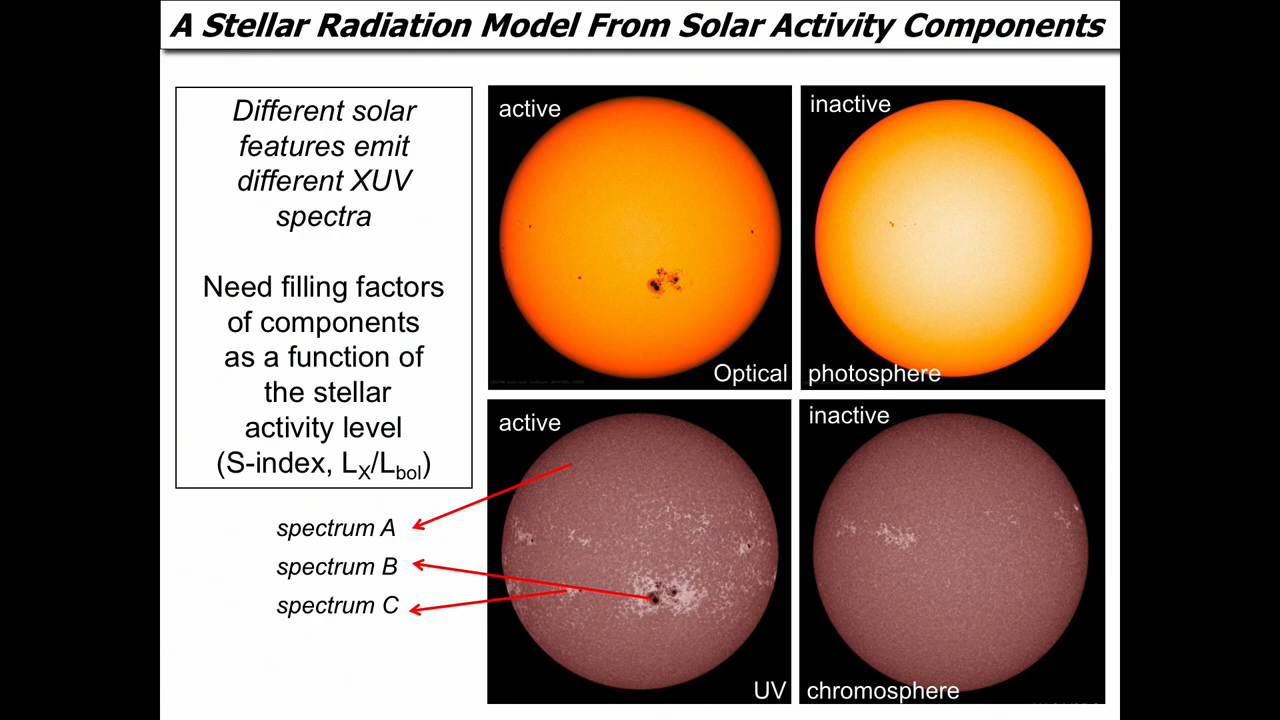 A Stellar Radiation Model From Solar Activity Components
Different solar
features emit
different XUV
spectra
Need filling factors
of components
as a function of
the stellar
activity level
(S-index, Lₓ/L_bol)
spectrum A
spectrum B
spectrum C
active
Optical
inactive
photosphere
active
UV
inactive
chromosphere